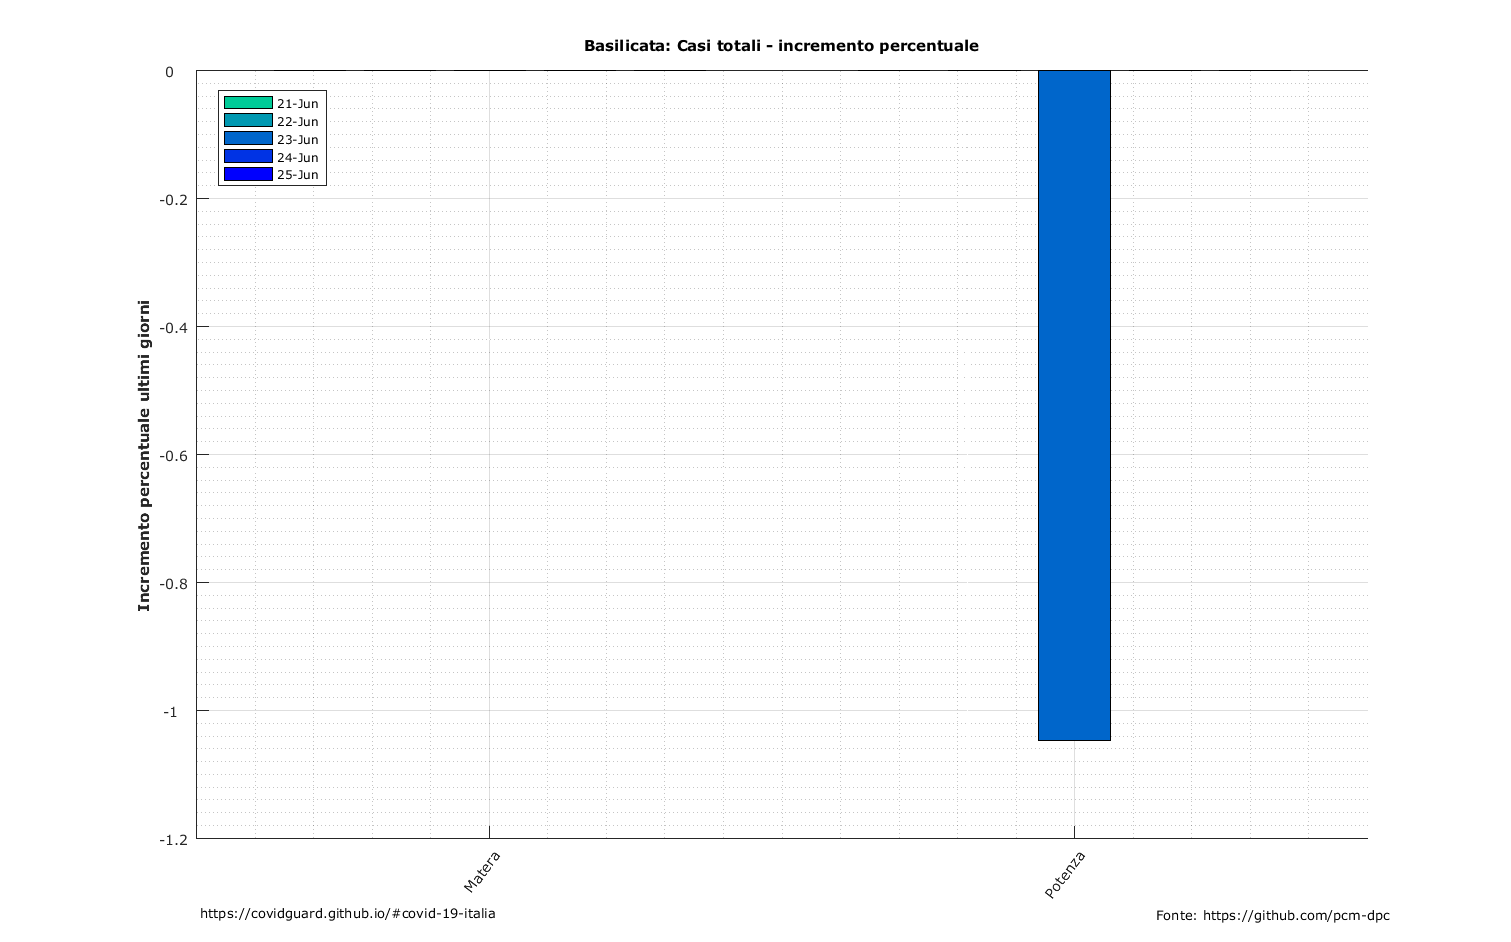 Basilicata: Casi totali - incremento percentuale
0
-0.2
-0.4
-0.6
-0.8
-1
-1.2
21-Jun
22-Jun
23-Jun
24-Jun
25-Jun
Incremento percentuale ultimi giorni
Matera
Potenza
https://covidguard.github.io/#covid-19-italia
Fonte: https://github.com/pcm-dpc